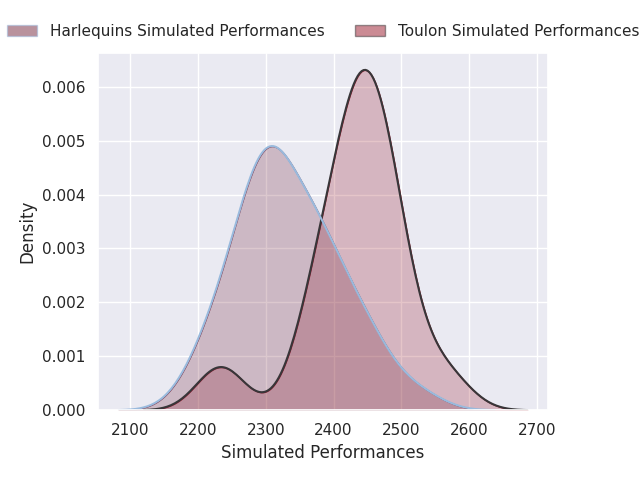 Harlequins Simulated Performances Toulon Simulated Performances
0.006
0.005
0.004
0.003
0.002
0.001
0.000
Density
2100 2200 2300 2400 2500 2600 2700
Simulated Performances